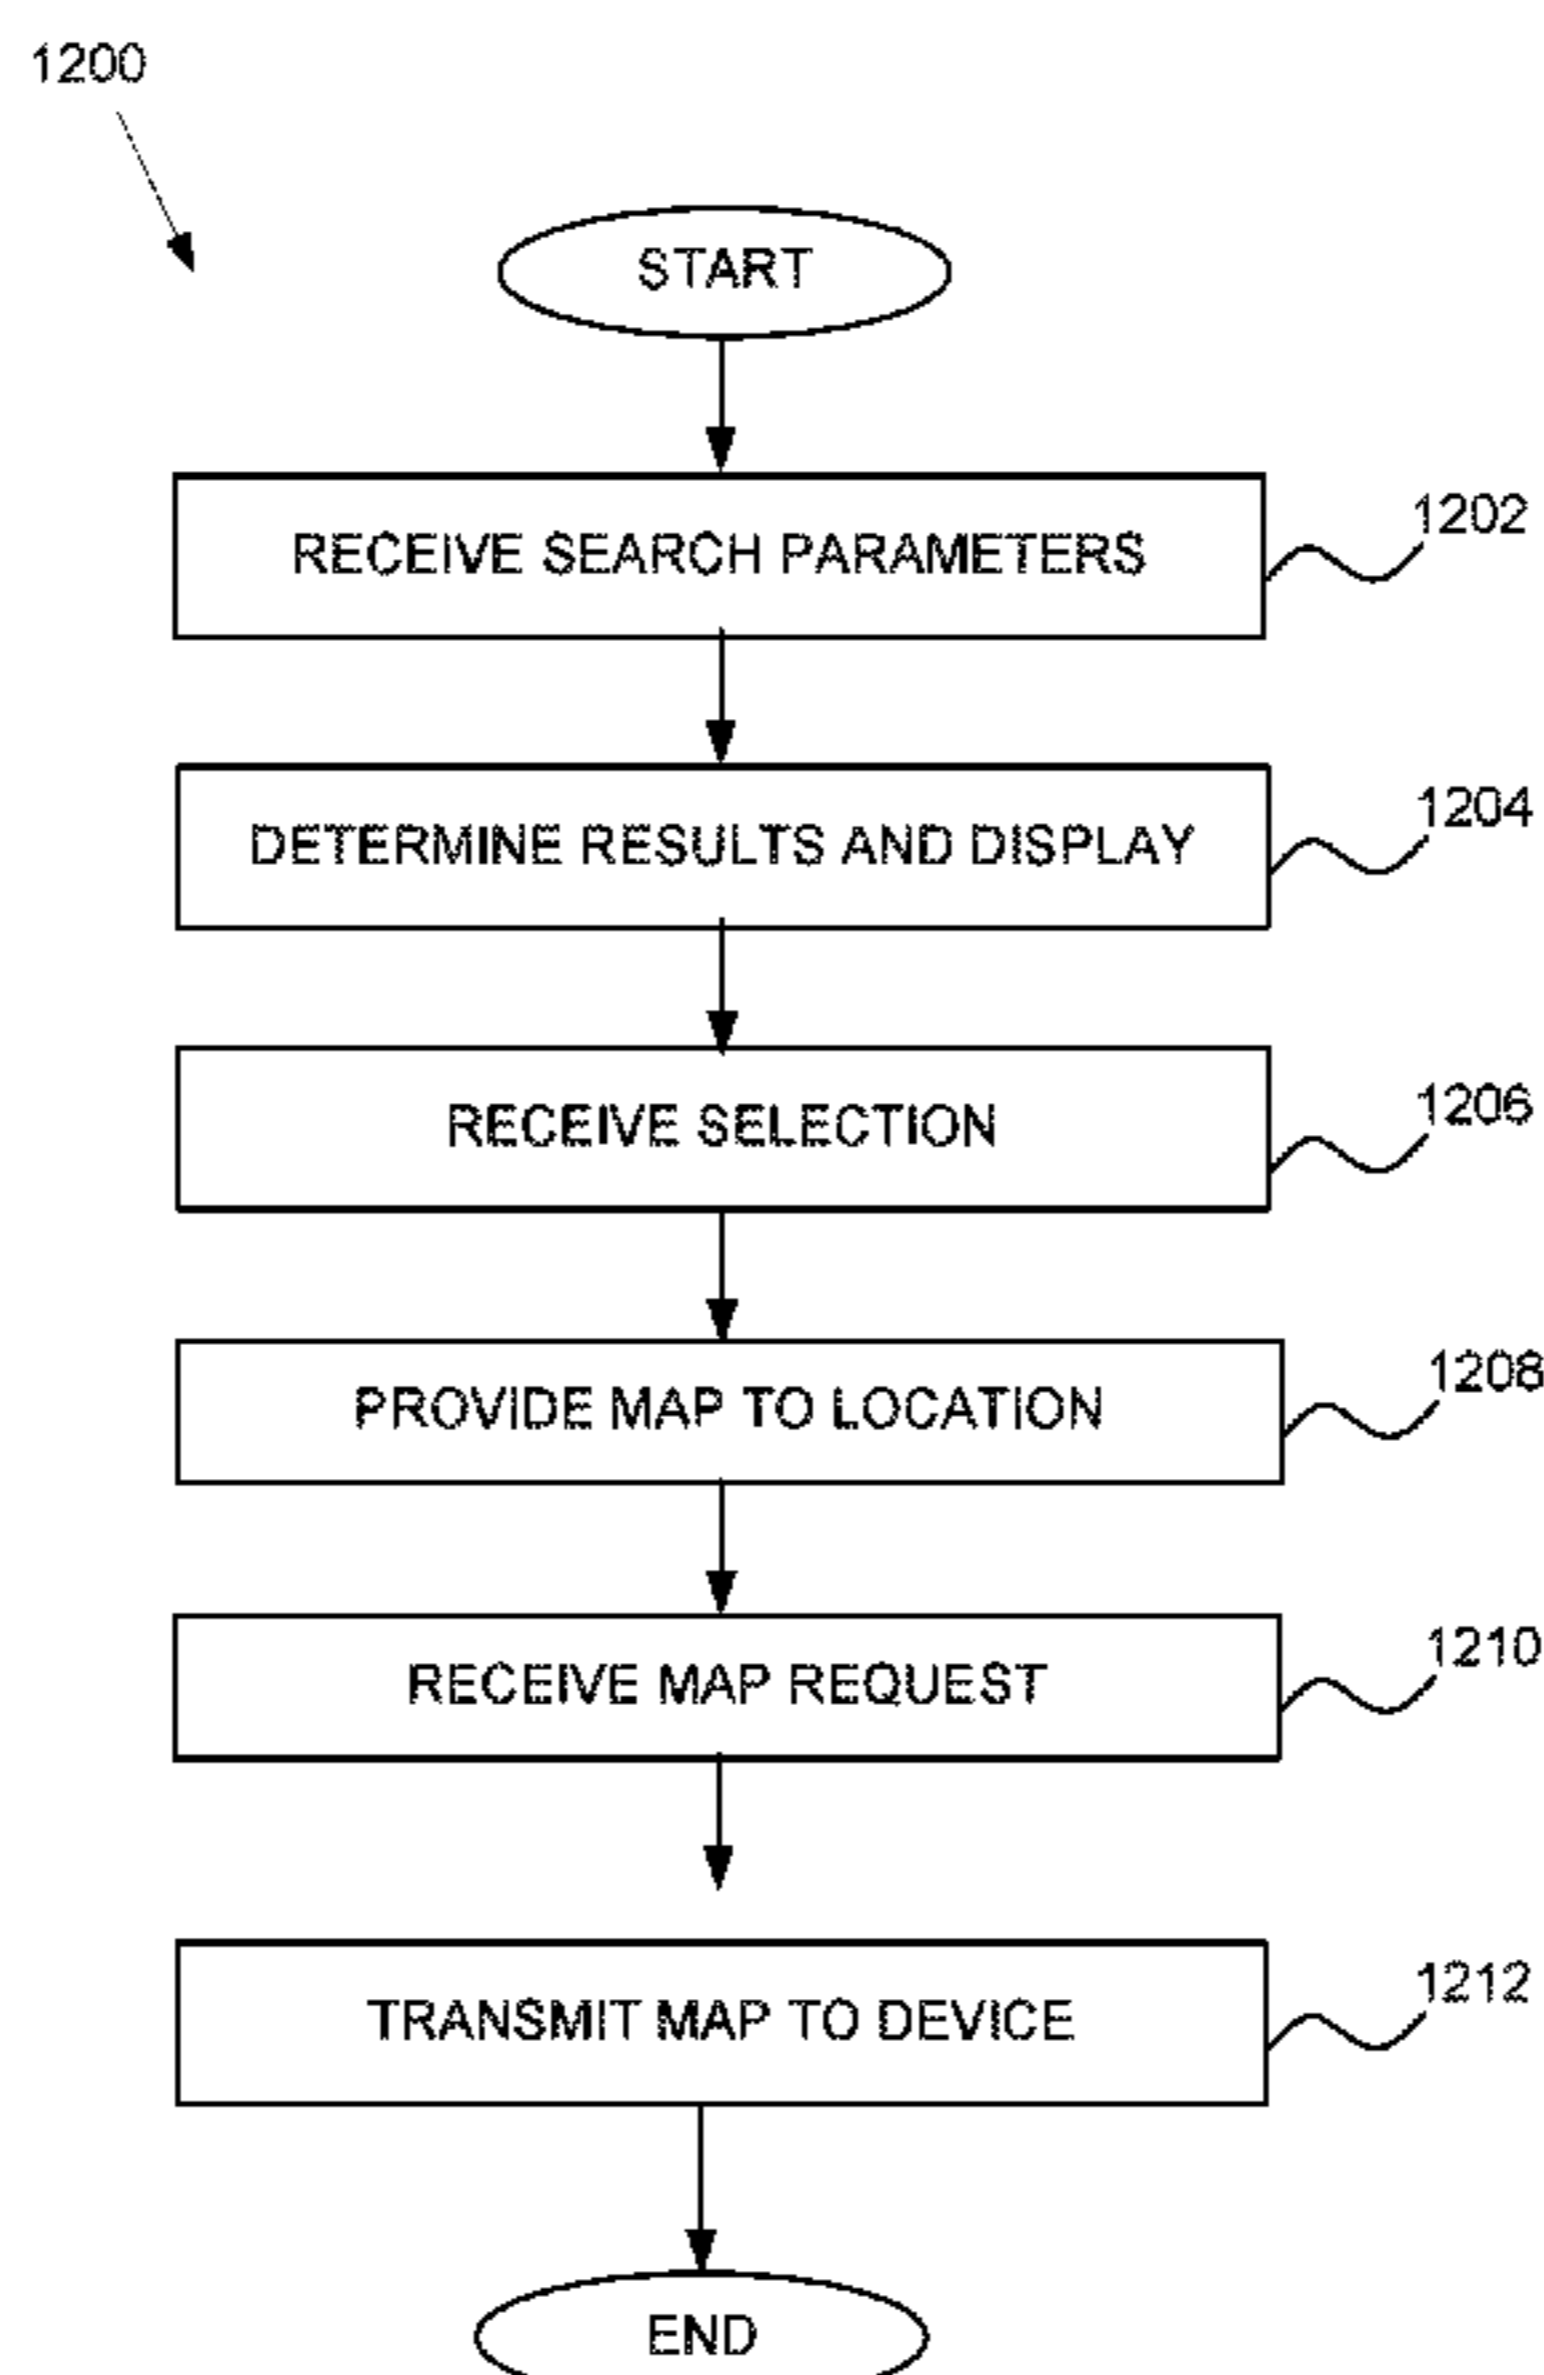 1200
START
RECEIVE SEARCH PARAMETERS
1202
DETERMINE RESULTS AND DISPLAY
1204
RECEIVE SELECTION
1206
PROVIDE MAP TO LOCATION
1208
RECEIVE MAP REQUEST
1210
TRANSMIT MAP TO DEVICE
1212
END